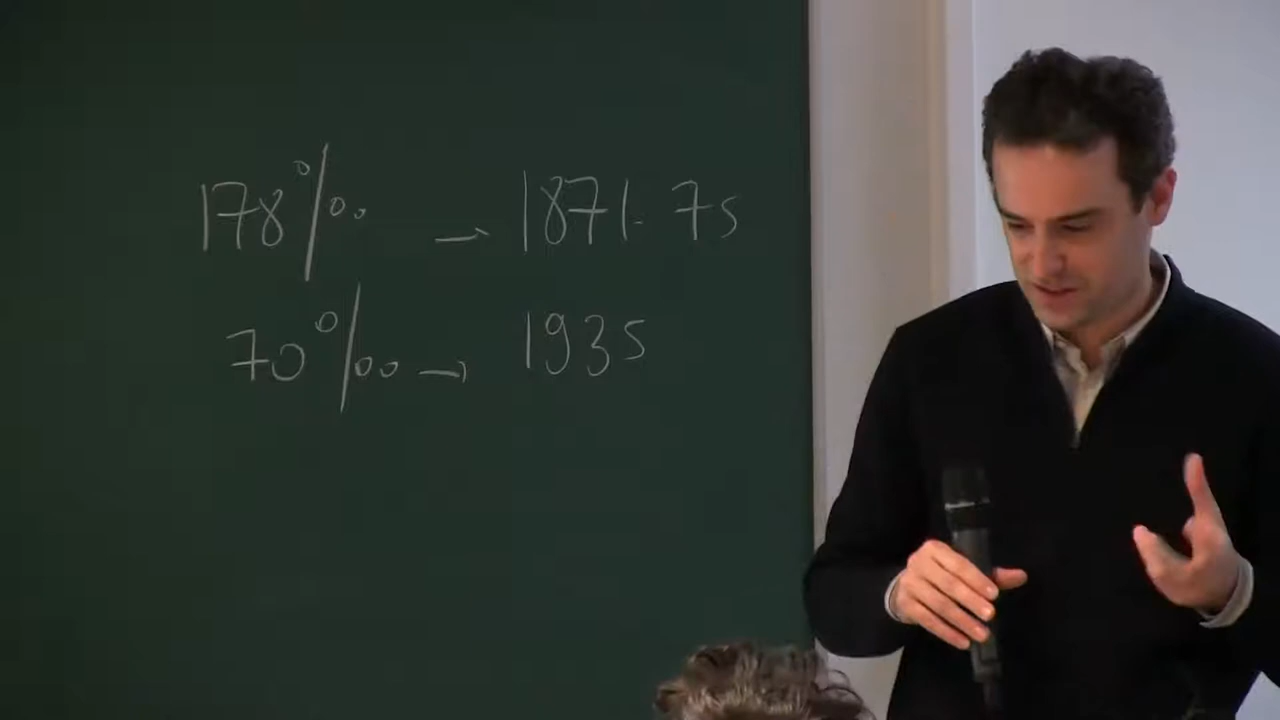 178‰ → 1871-75
70‰ → 1935